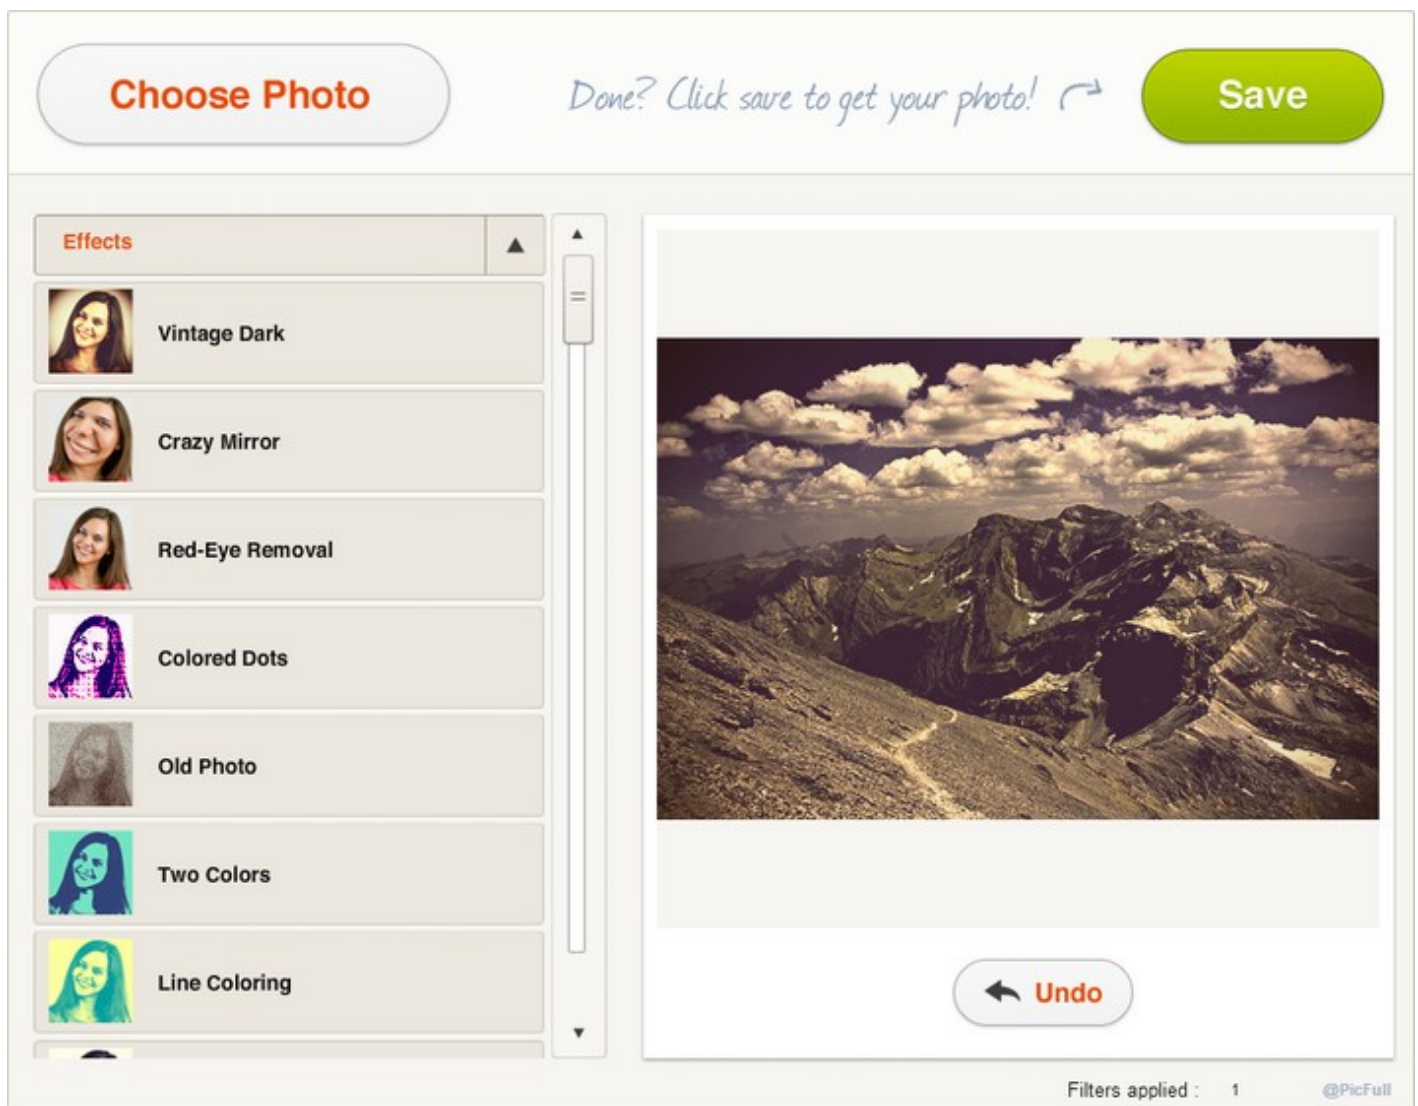 Choose Photo
Done? Click save to get your photo!
Save
Effects
Vintage Dark
Crazy Mirror
Red-Eye Removal
Colored Dots
Old Photo
Two Colors
Line Coloring
Undo
Filters applied : 1
@PicFull